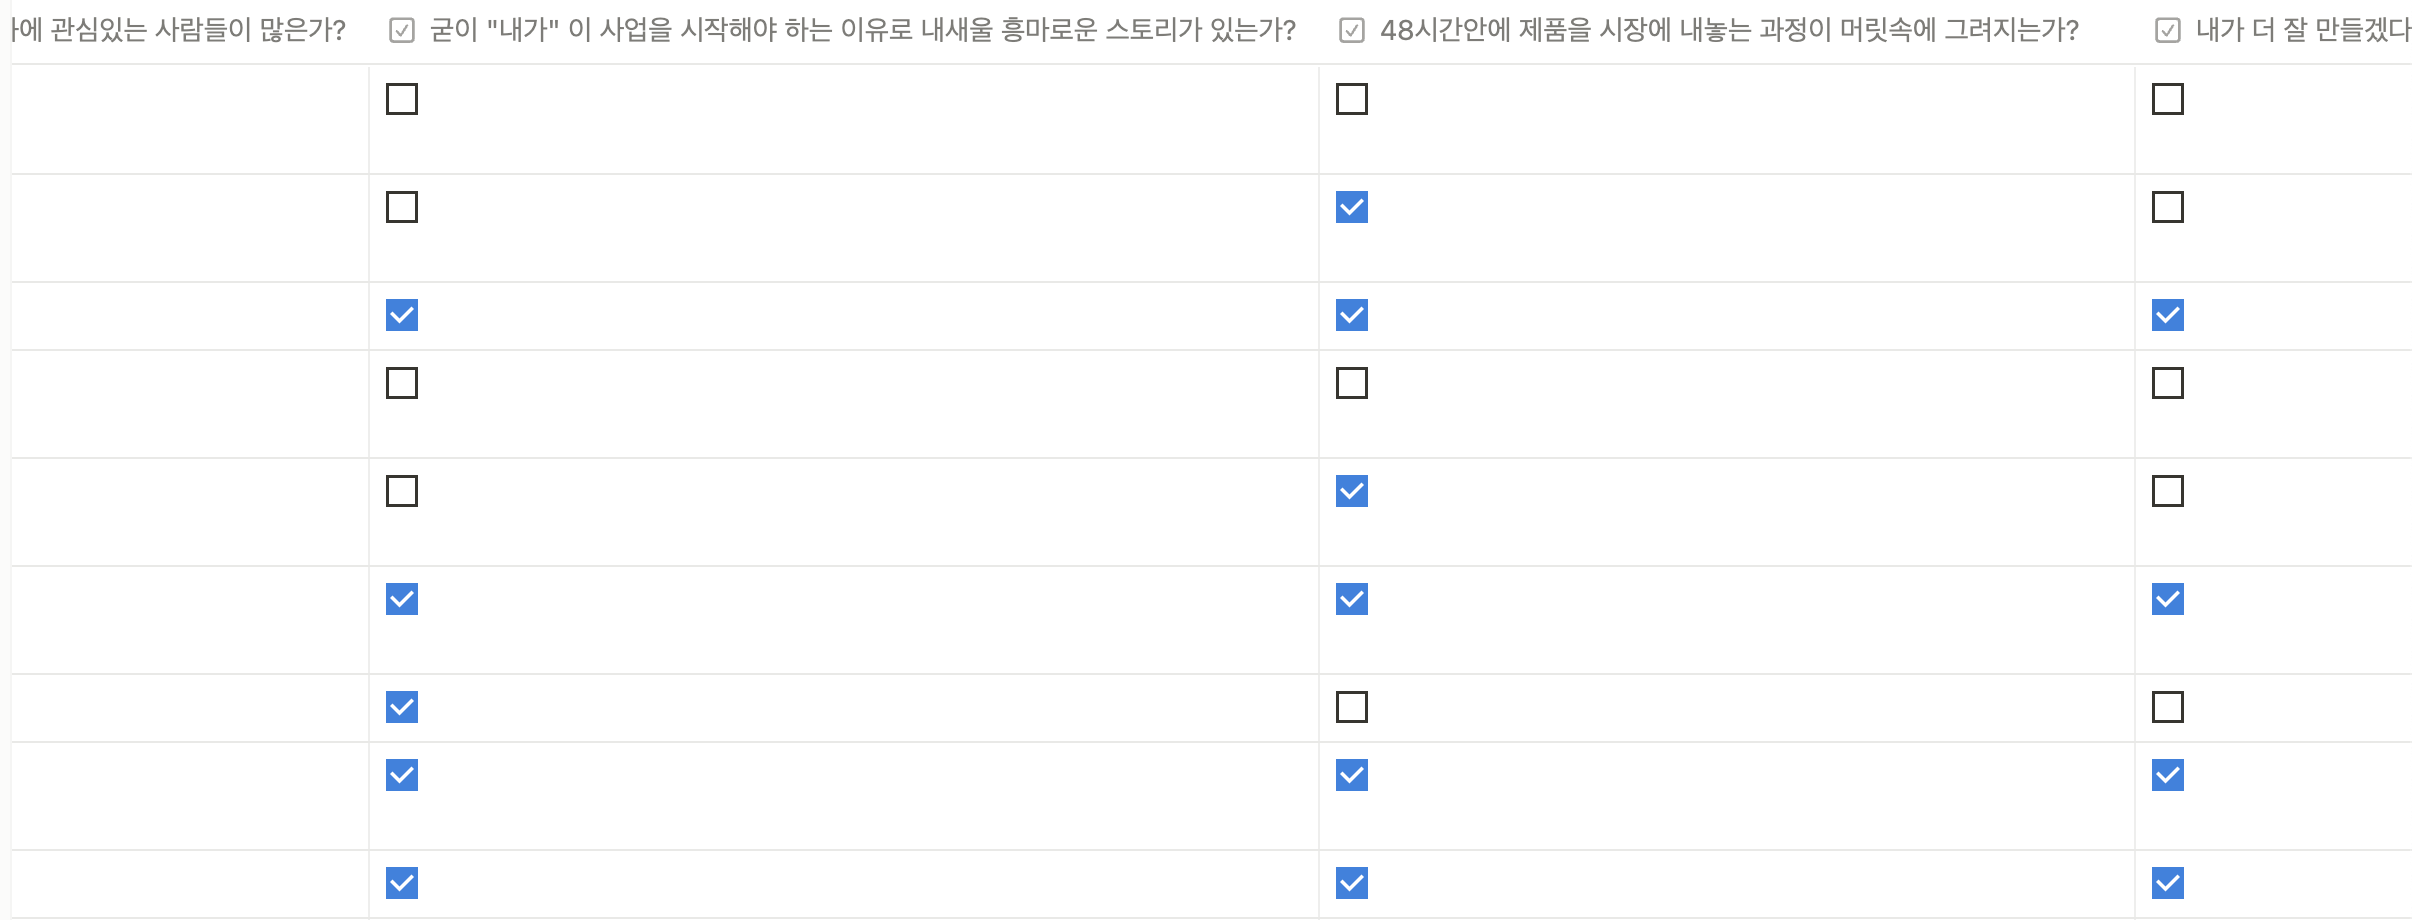 에 관심있는 사람들이 많은가?
굳이 "내가" 이 사업을 시작해야 하는 이유로 내새울 흥마로운 스토리가 있는가?
48시간안에 제품을 시장에 내놓는 과정이 머릿속에 그려지는가?
내가 더 잘 만들겠다